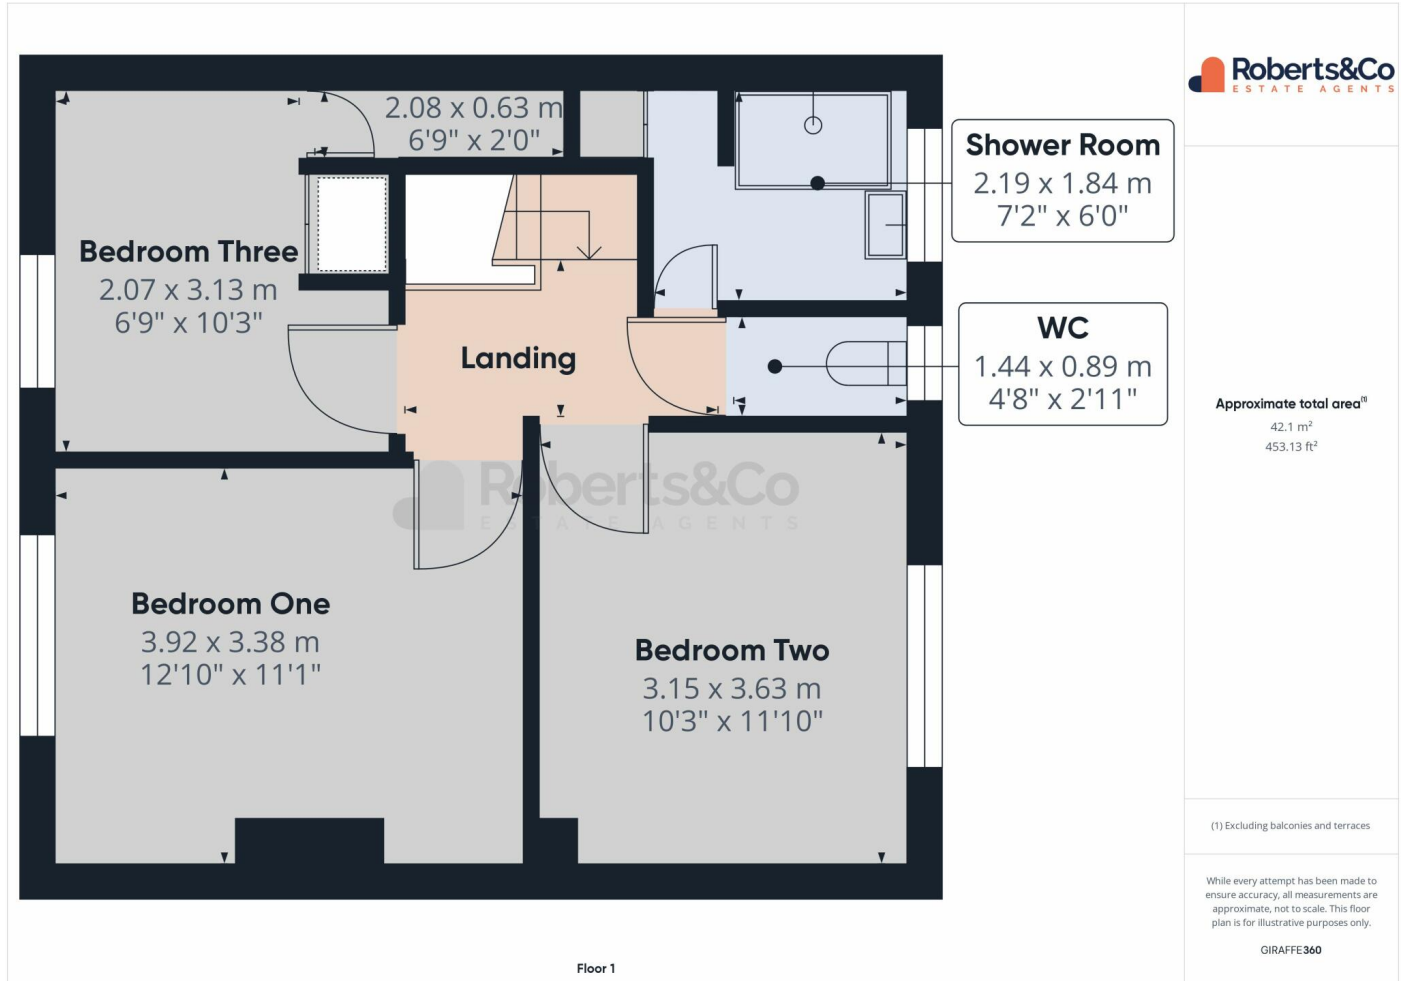 2.08 x 0.63 m
6'9" x 2'0"
Bedroom Three
2.07 x 3.13 m
6'9" x 10'3"
Landing
Shower Room
2.19 x 1.84 m
7'2" x 6'0"
WC
1.44 x 0.89 m
4'8" x 2'11"
Roberts&Co
ESTATE AGENTS
Bedroom One
3.92 x 3.38 m
12'10" x 11'1"
Bedroom Two
3.15 x 3.63 m
10'3" x 11'10"
Floor 1
Roberts&Co
ESTATE AGENTS
Approximate total area⁽¹⁾
42.1 m²
453.13 ft²
(1) Excluding balconies and terraces
While every attempt has been made to
ensure accuracy, all measurements are
approximate, not to scale. This floor
plan is for illustrative purposes only.
GIRAFFE360